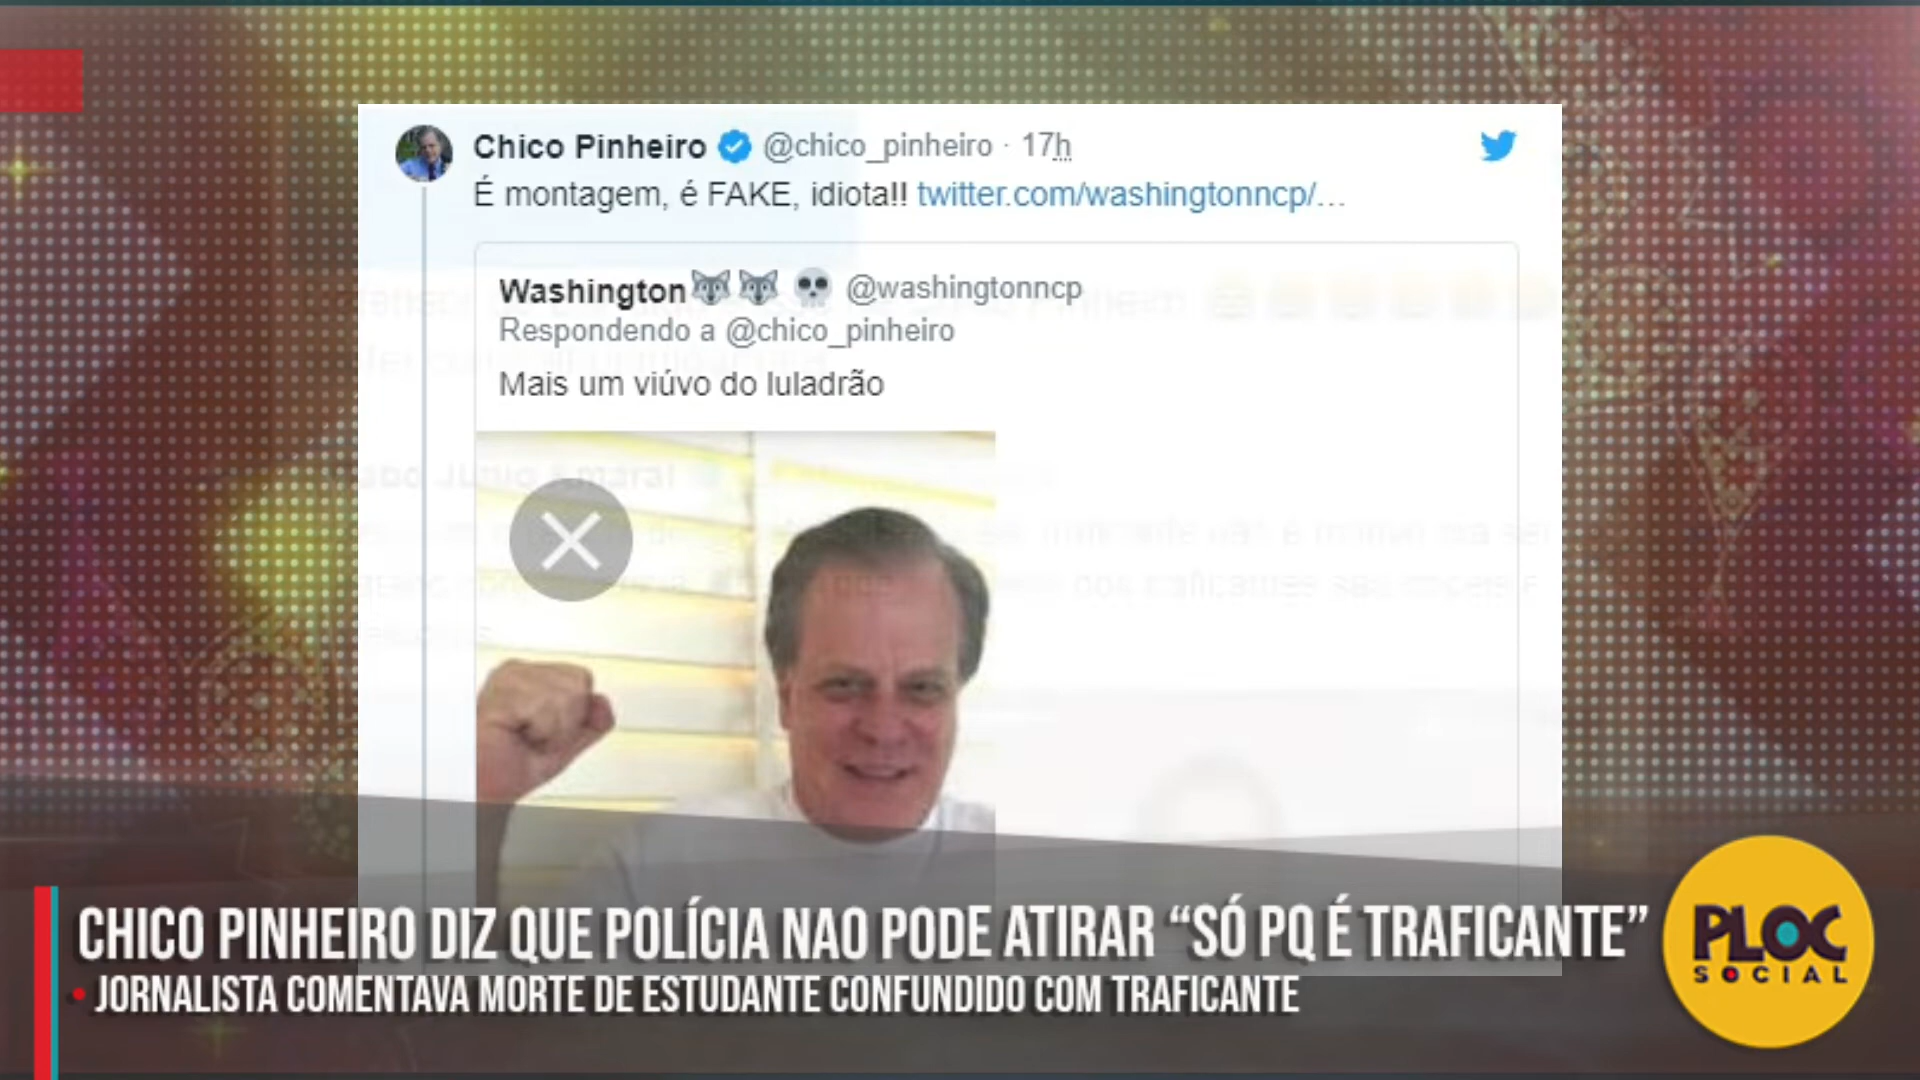 Chico Pinheiro @chico_pinheiro · 17h
É montagem, é FAKE, idiota!! twitter.com/washingtonncp/…
Washington @washingtonncp
Respondendo a @chico_pinheiro
Mais um viúvo do luladrão
CHICO PINHEIRO DIZ QUE POLÍCIA NAO PODE ATIRAR “SÓ PQ É TRAFICANTE”
• JORNALISTA COMENTAVA MORTE DE ESTUDANTE CONFUNDIDO COM TRAFICANTE
PLOC
SOCIAL